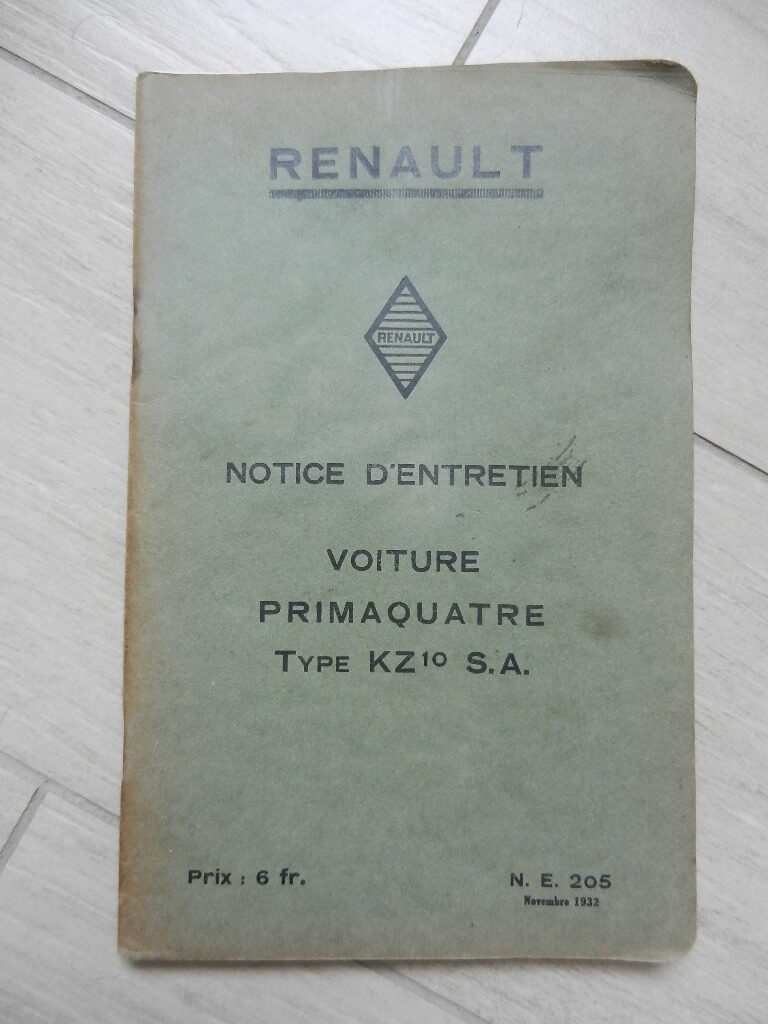 RENAULT
RENAULT
NOTICE D'ENTRETIEN
VOITURE
PRIMAQUATRE
TYPE KZ¹⁰ S.A.
Prix : 6 fr.
N. E. 205
Novembre 1932